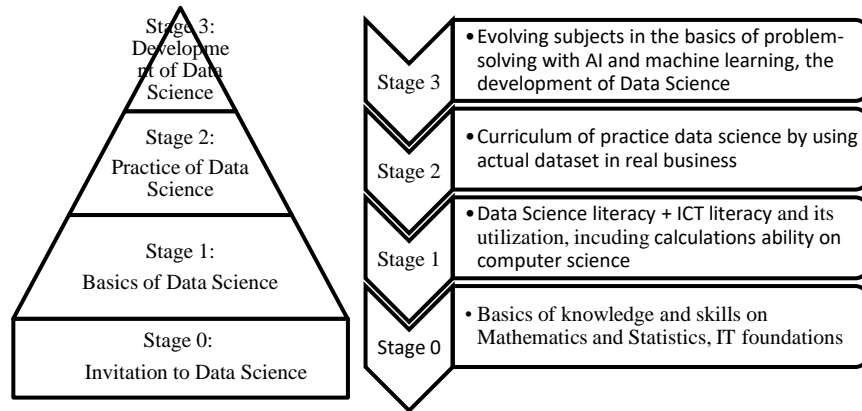 Stage 3:
Developme
nt of Data
Science
Stage 2:
Practice of Data
Science
Stage 1:
Basics of Data Science
Stage 0:
Invitation to Data Science
Stage 3
•Evolving subjects in the basics of problem-
solving with AI and machine learning, the
development of Data Science
Stage 2
•Curriculum of practice data science by using
actual dataset in real business
Stage 1
•Data Science literacy + ICT literacy and its
utilization, incuding calculations ability on
computer science
Stage 0
• Basics of knowledge and skills on
Mathematics and Statistics, IT foundations